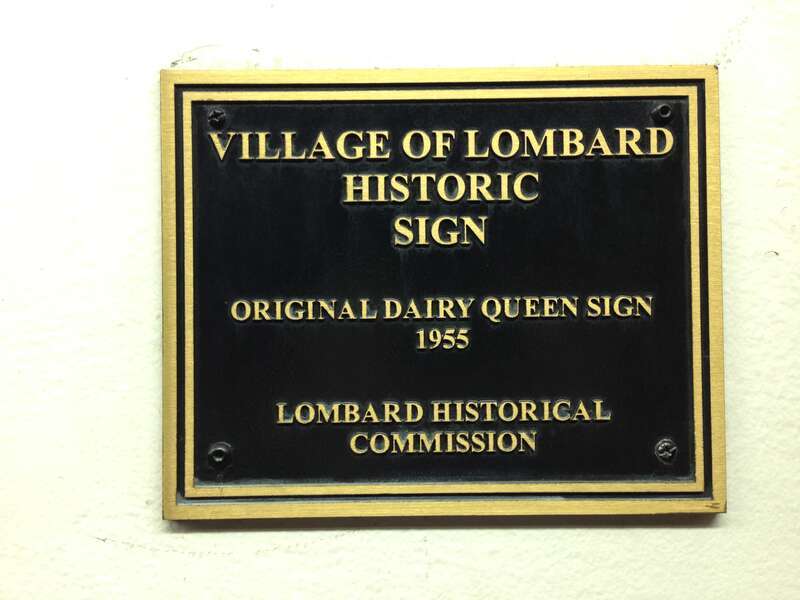 VILLAGE OF LOMBARD
HISTORIC
SIGN
ORIGINAL DAIRY QUEEN SIGN
1955
LOMBARD HISTORICAL
COMMISSION